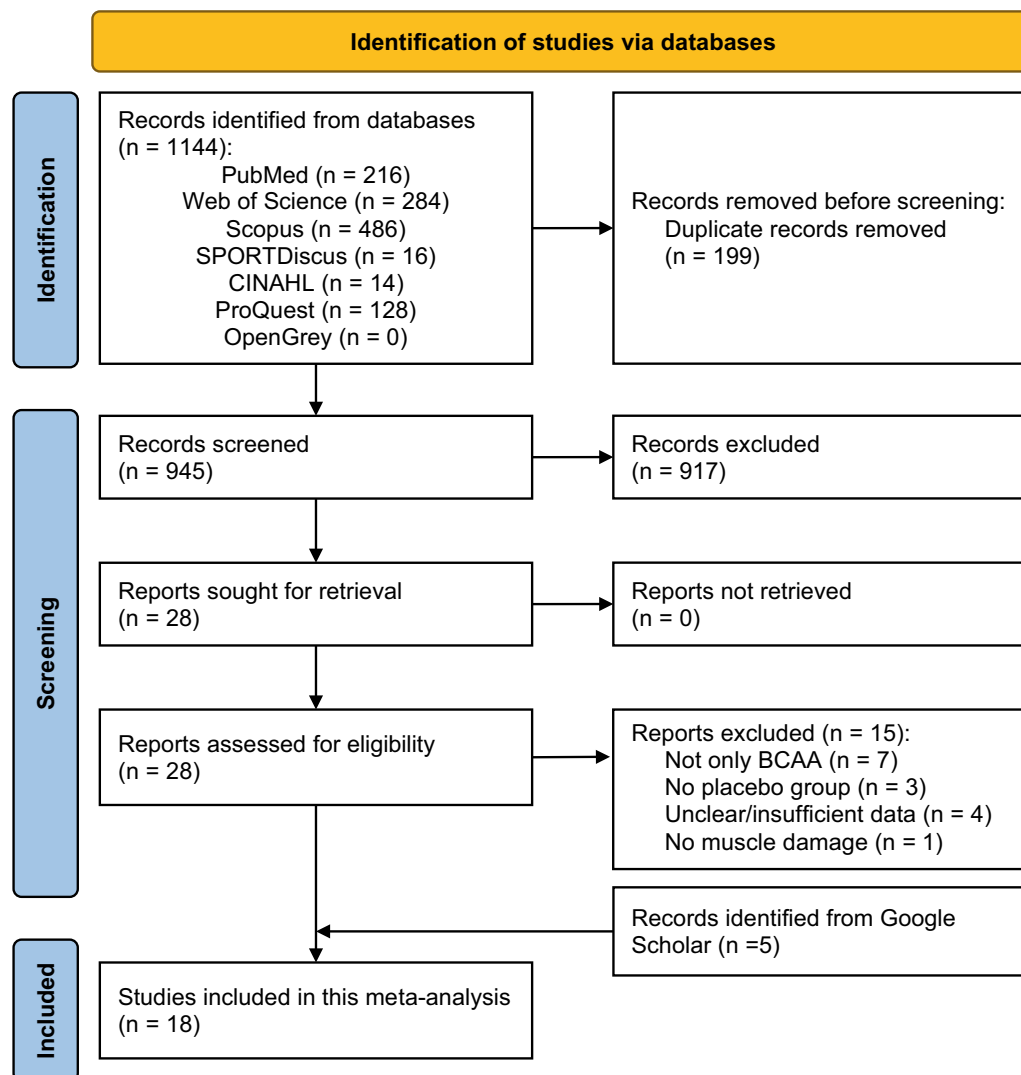 Identification of studies via databases
Identification
Records identified from databases
(n = 1144):
PubMed (n = 216)
Web of Science (n = 284)
Scopus (n = 486)
SPORTDiscus (n = 16)
CINAHL (n = 14)
ProQuest (n = 128)
OpenGrey (n = 0)
Records removed before screening:
Duplicate records removed
(n = 199)
Screening
Records screened
(n = 945)
Records excluded
(n = 917)
Reports sought for retrieval
(n = 28)
Reports not retrieved
(n = 0)
Reports assessed for eligibility
(n = 28)
Reports excluded (n = 15):
Not only BCAA (n = 7)
No placebo group (n = 3)
Unclear/insufficient data (n = 4)
No muscle damage (n = 1)
Records identified from Google
Scholar (n =5)
Included
Studies included in this meta-analysis
(n = 18)